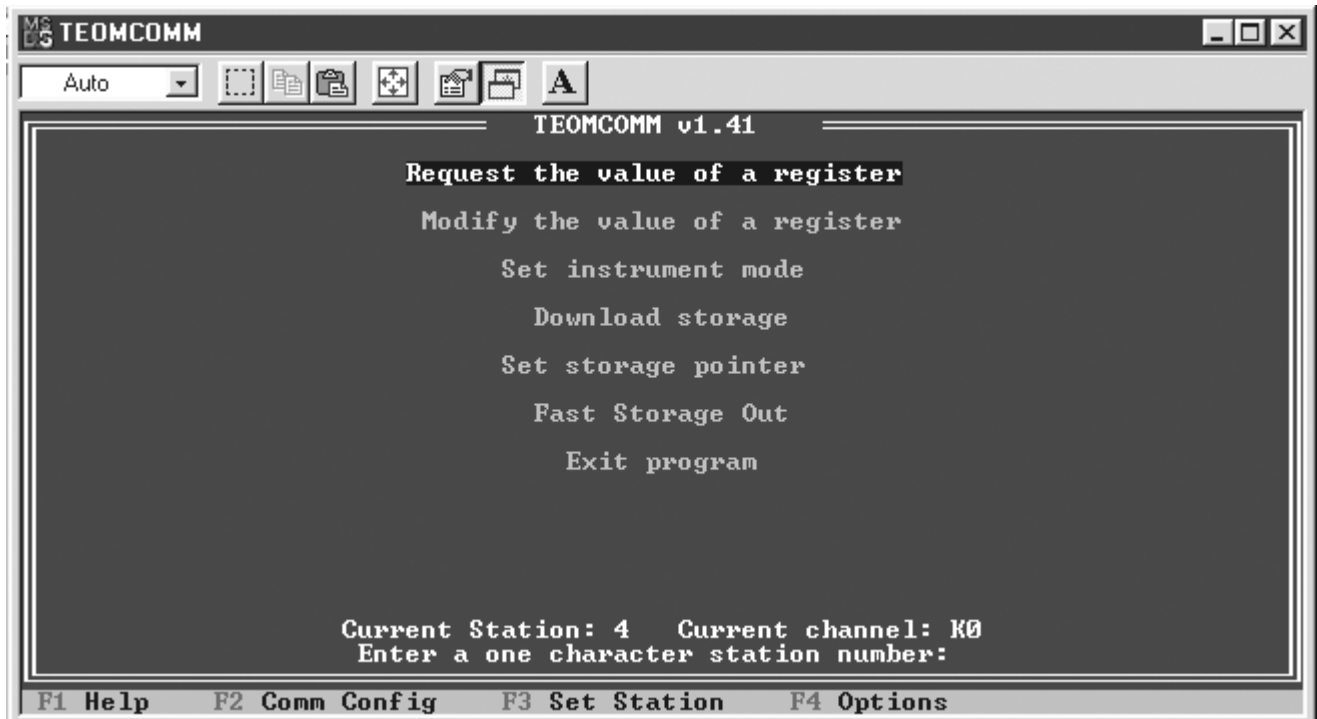 MS DOS TEOMCOMM
Auto
A
TEOMCOMM v1.41
Request the value of a register
Modify the value of a register
Set instrument mode
Download storage
Set storage pointer
Fast Storage Out
Exit program
Current Station: 4 Current channel: K0
Enter a one character station number:
F1 Help F2 Comm Config F3 Set Station F4 Options